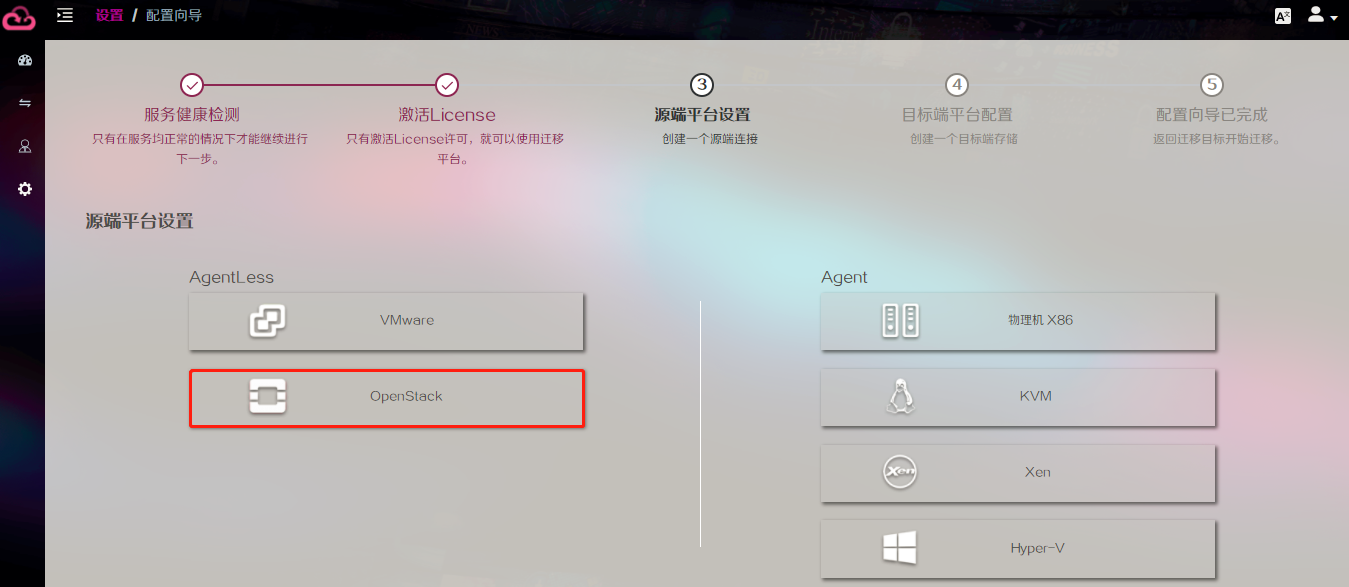 设置 / 配置向导
3
4
5
服务健康检测
激活License
源端平台设置
目标端平台配置
配置向导已完成
只有在服务均正常的情况下才能继续进行
下一步。
只有激活License许可，就可以使用迁移
平台。
创建一个源端连接
创建一个目标端存储
返回迁移目标开始迁移。
源端平台设置
AgentLess
VMware
OpenStack
Agent
物理机 X86
KVM
Xen
Xen
Hyper-V